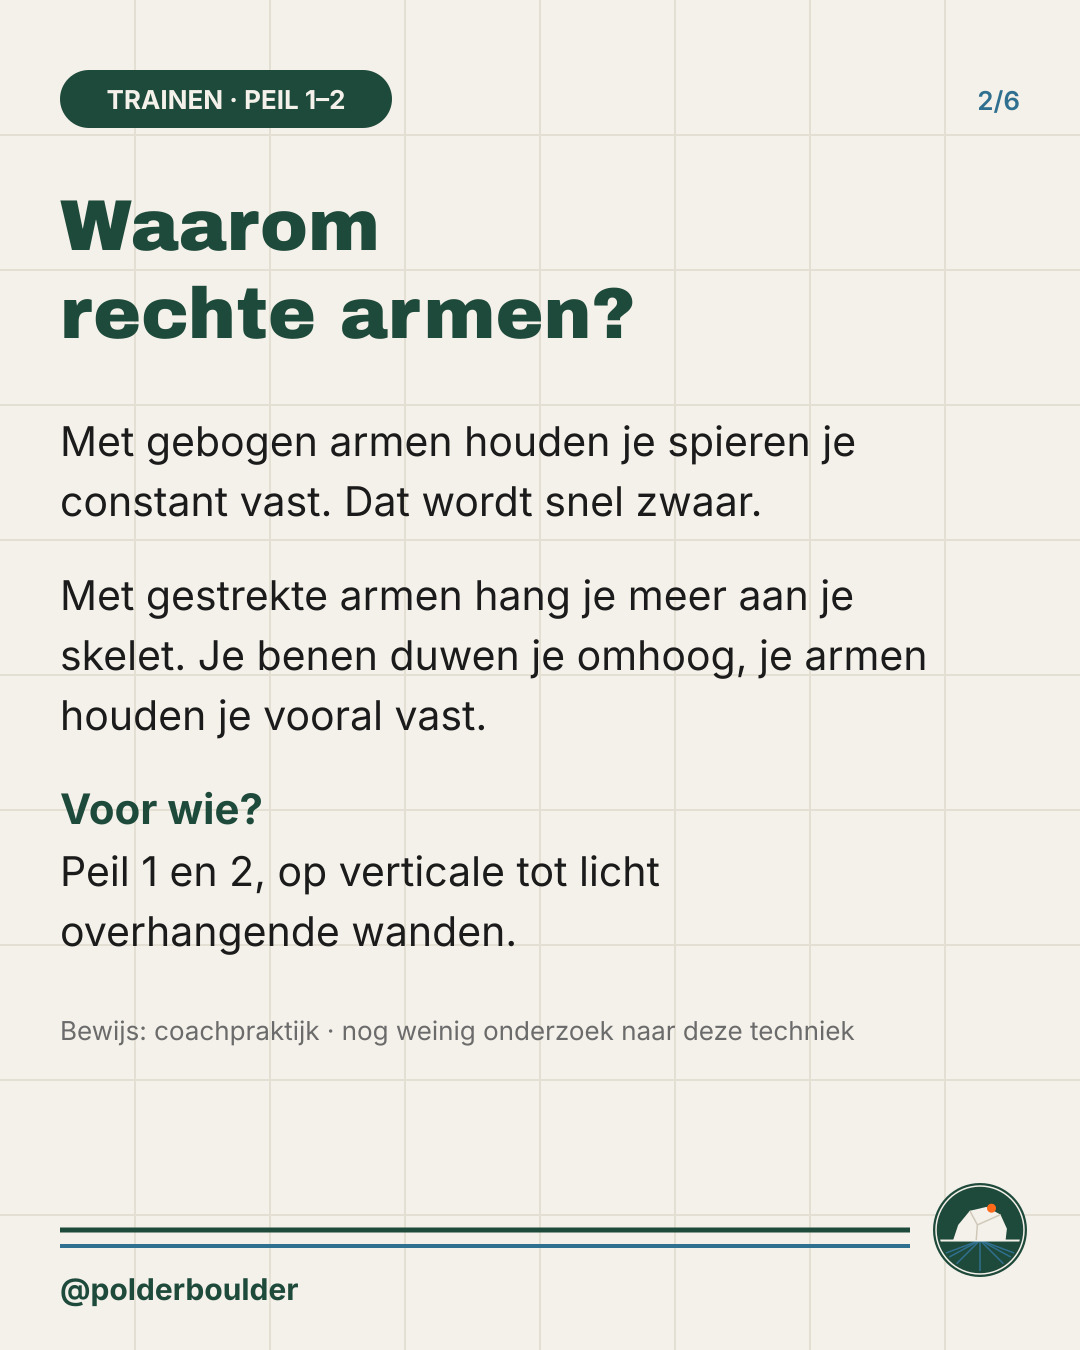 TRAINEN · PEIL 1–2
2/6
Waarom
rechte armen?
Met gebogen armen houden je spieren je
constant vast. Dat wordt snel zwaar.
Met gestrekte armen hang je meer aan je
skelet. Je benen duwen je omhoog, je armen
houden je vooral vast.
Voor wie?
Peil 1 en 2, op verticale tot licht
overhangende wanden.
Bewijs: coachpraktijk · nog weinig onderzoek naar deze techniek
@polderboulder